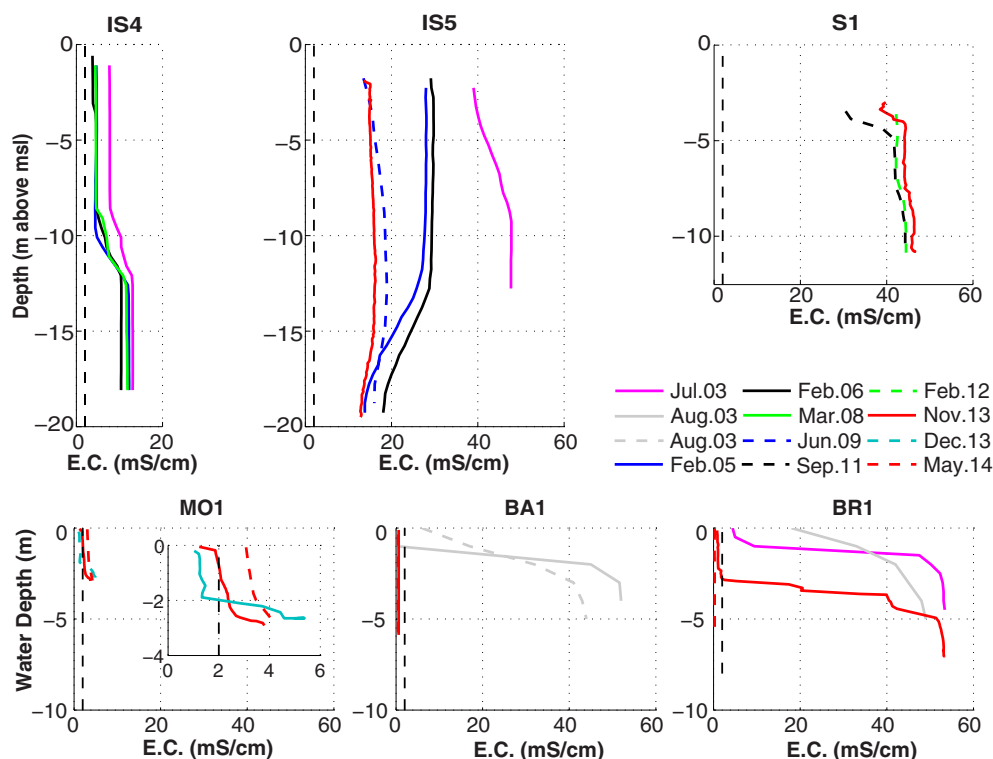 IS4
IS5
S1
0
−5
−10
−15
−20
Depth (m above msl)
0
20
E.C. (mS/cm)
0
−5
−10
−15
−20
0
20
40
60
E.C. (mS/cm)
0
−5
−10
0
20
40
60
E.C. (mS/cm)
Jul.03
Aug.03
Aug.03
Feb.05
Feb.06
Mar.08
Jun.09
Sep.11
Feb.12
Nov.13
Dec.13
May.14
MO1
BA1
BR1
0
−5
−10
Water Depth (m)
0
20
40
60
E.C. (mS/cm)
0
−2
−4
0
2
4
6
0
−5
−10
0
20
40
60
E.C. (mS/cm)
0
−5
−10
0
20
40
60
E.C. (mS/cm)